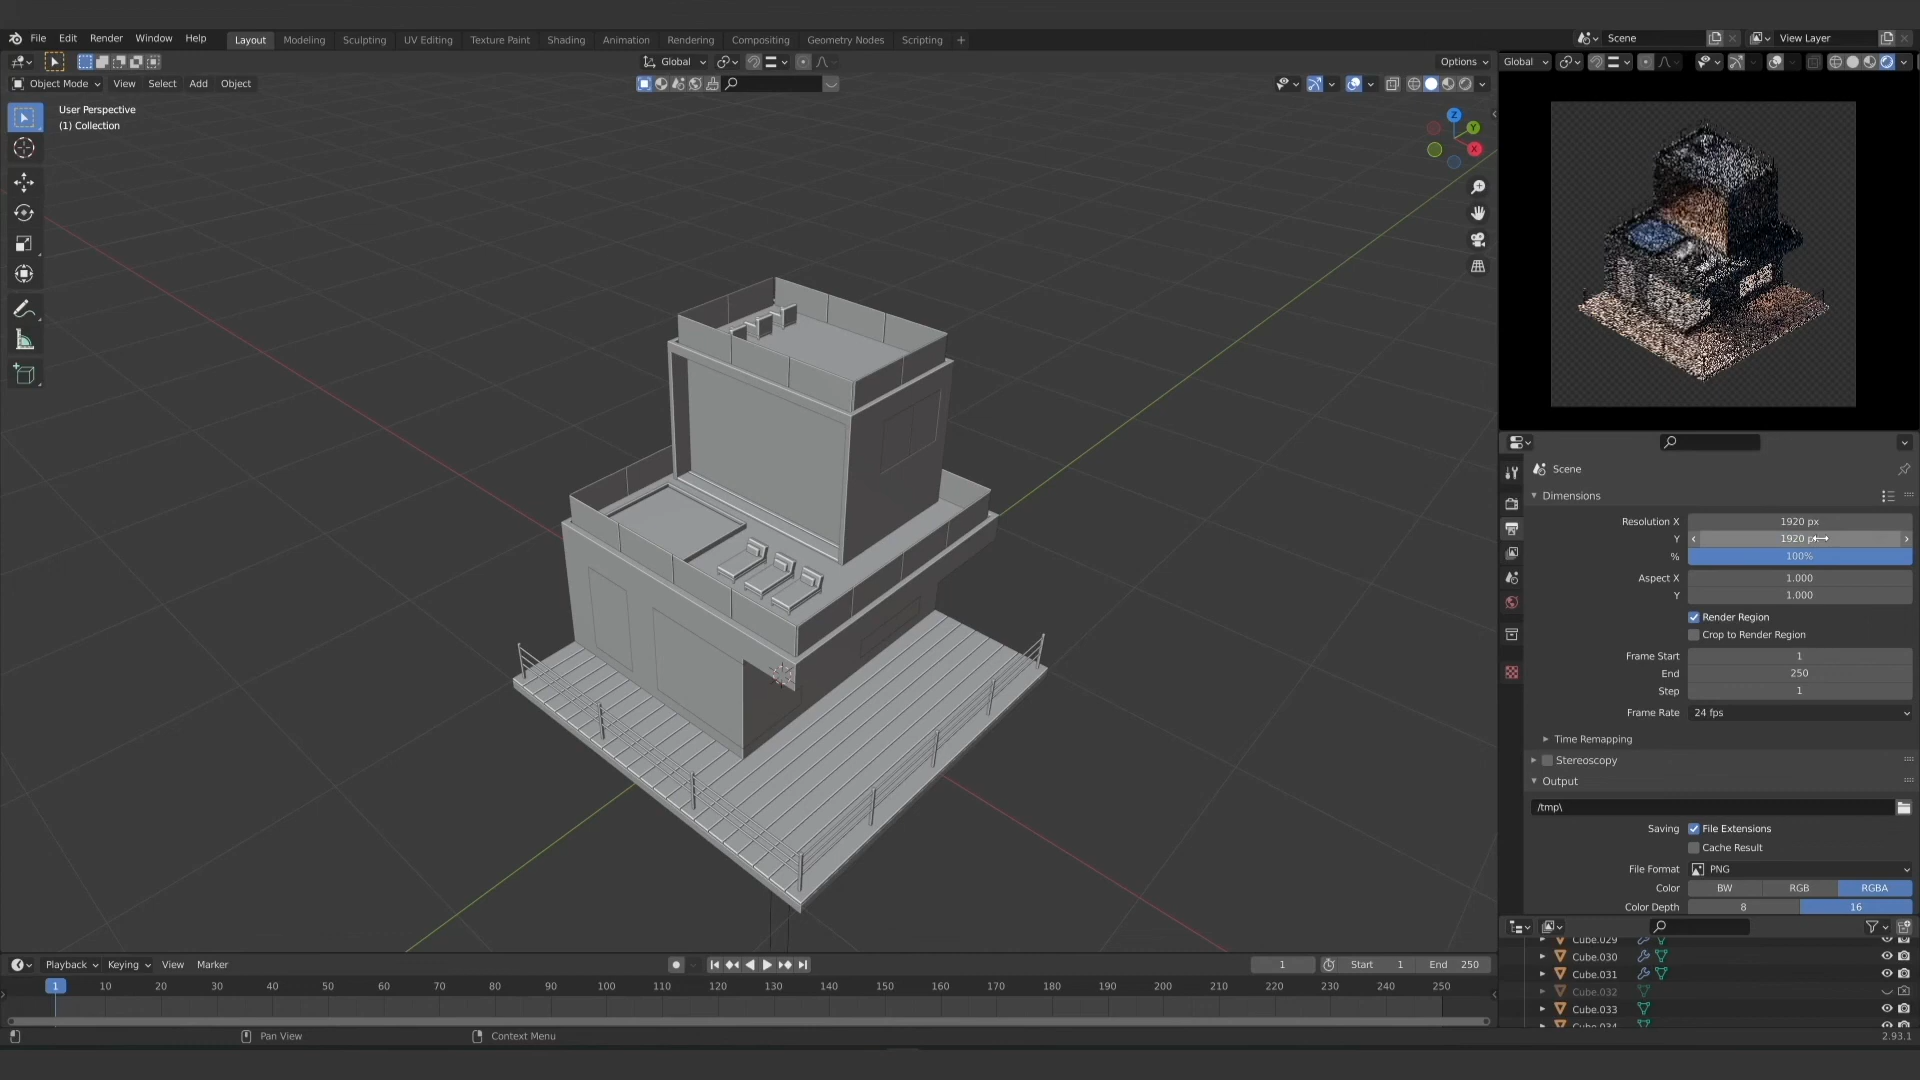 File Edit Render Window Help Layout Modeling Sculpting UV Editing Texture Paint Shading Animation Rendering Compositing Geometry Nodes Scripting + Scene View Layer
Global Options Global
Object Mode View Select Add Object
User Perspective
(1) Collection
Z
Y
X
Scene
Dimensions
Resolution X 1920 px
Y 1920 p
% 100%
Aspect X 1.000
Y 1.000
Render Region
Crop to Render Region
Frame Start 1
End 250
Step 1
Frame Rate 24 fps
Time Remapping
Stereoscopy
Output
/tmp\
Saving File Extensions
Cache Result
File Format PNG
Color BW RGB RGBA
Color Depth 8 16
Cube.029
Cube.030
Cube.031
Cube.032
Cube.033
Cube.034
Playback Keying View Marker 1 Start 1 End 250
1 10 20 30 40 50 60 70 80 90 100 110 120 130 140 150 160 170 180 190 200 210 220 230 240 250
Pan View Context Menu 2.93.1